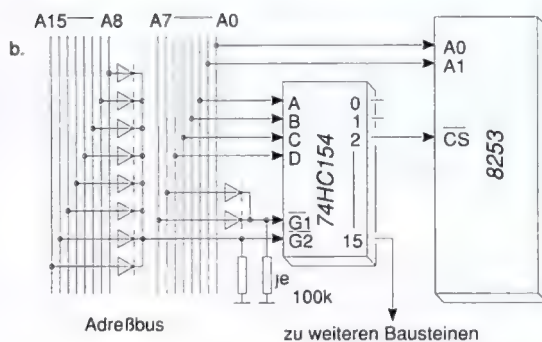 A15 — A8 A7 — A0
b.
A0
A1
A 0
B 1
C 2
D
74HC154
CS
8253
G1
G2 15
je
100k
Adreßbus
zu weiteren Bausteinen